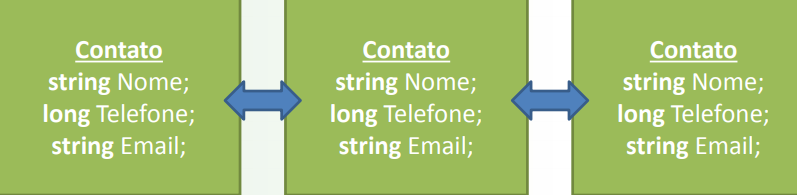 Contato
string Nome;
long Telefone;
string Email;
Contato
string Nome;
long Telefone;
string Email;
Contato
string Nome;
long Telefone;
string Email;